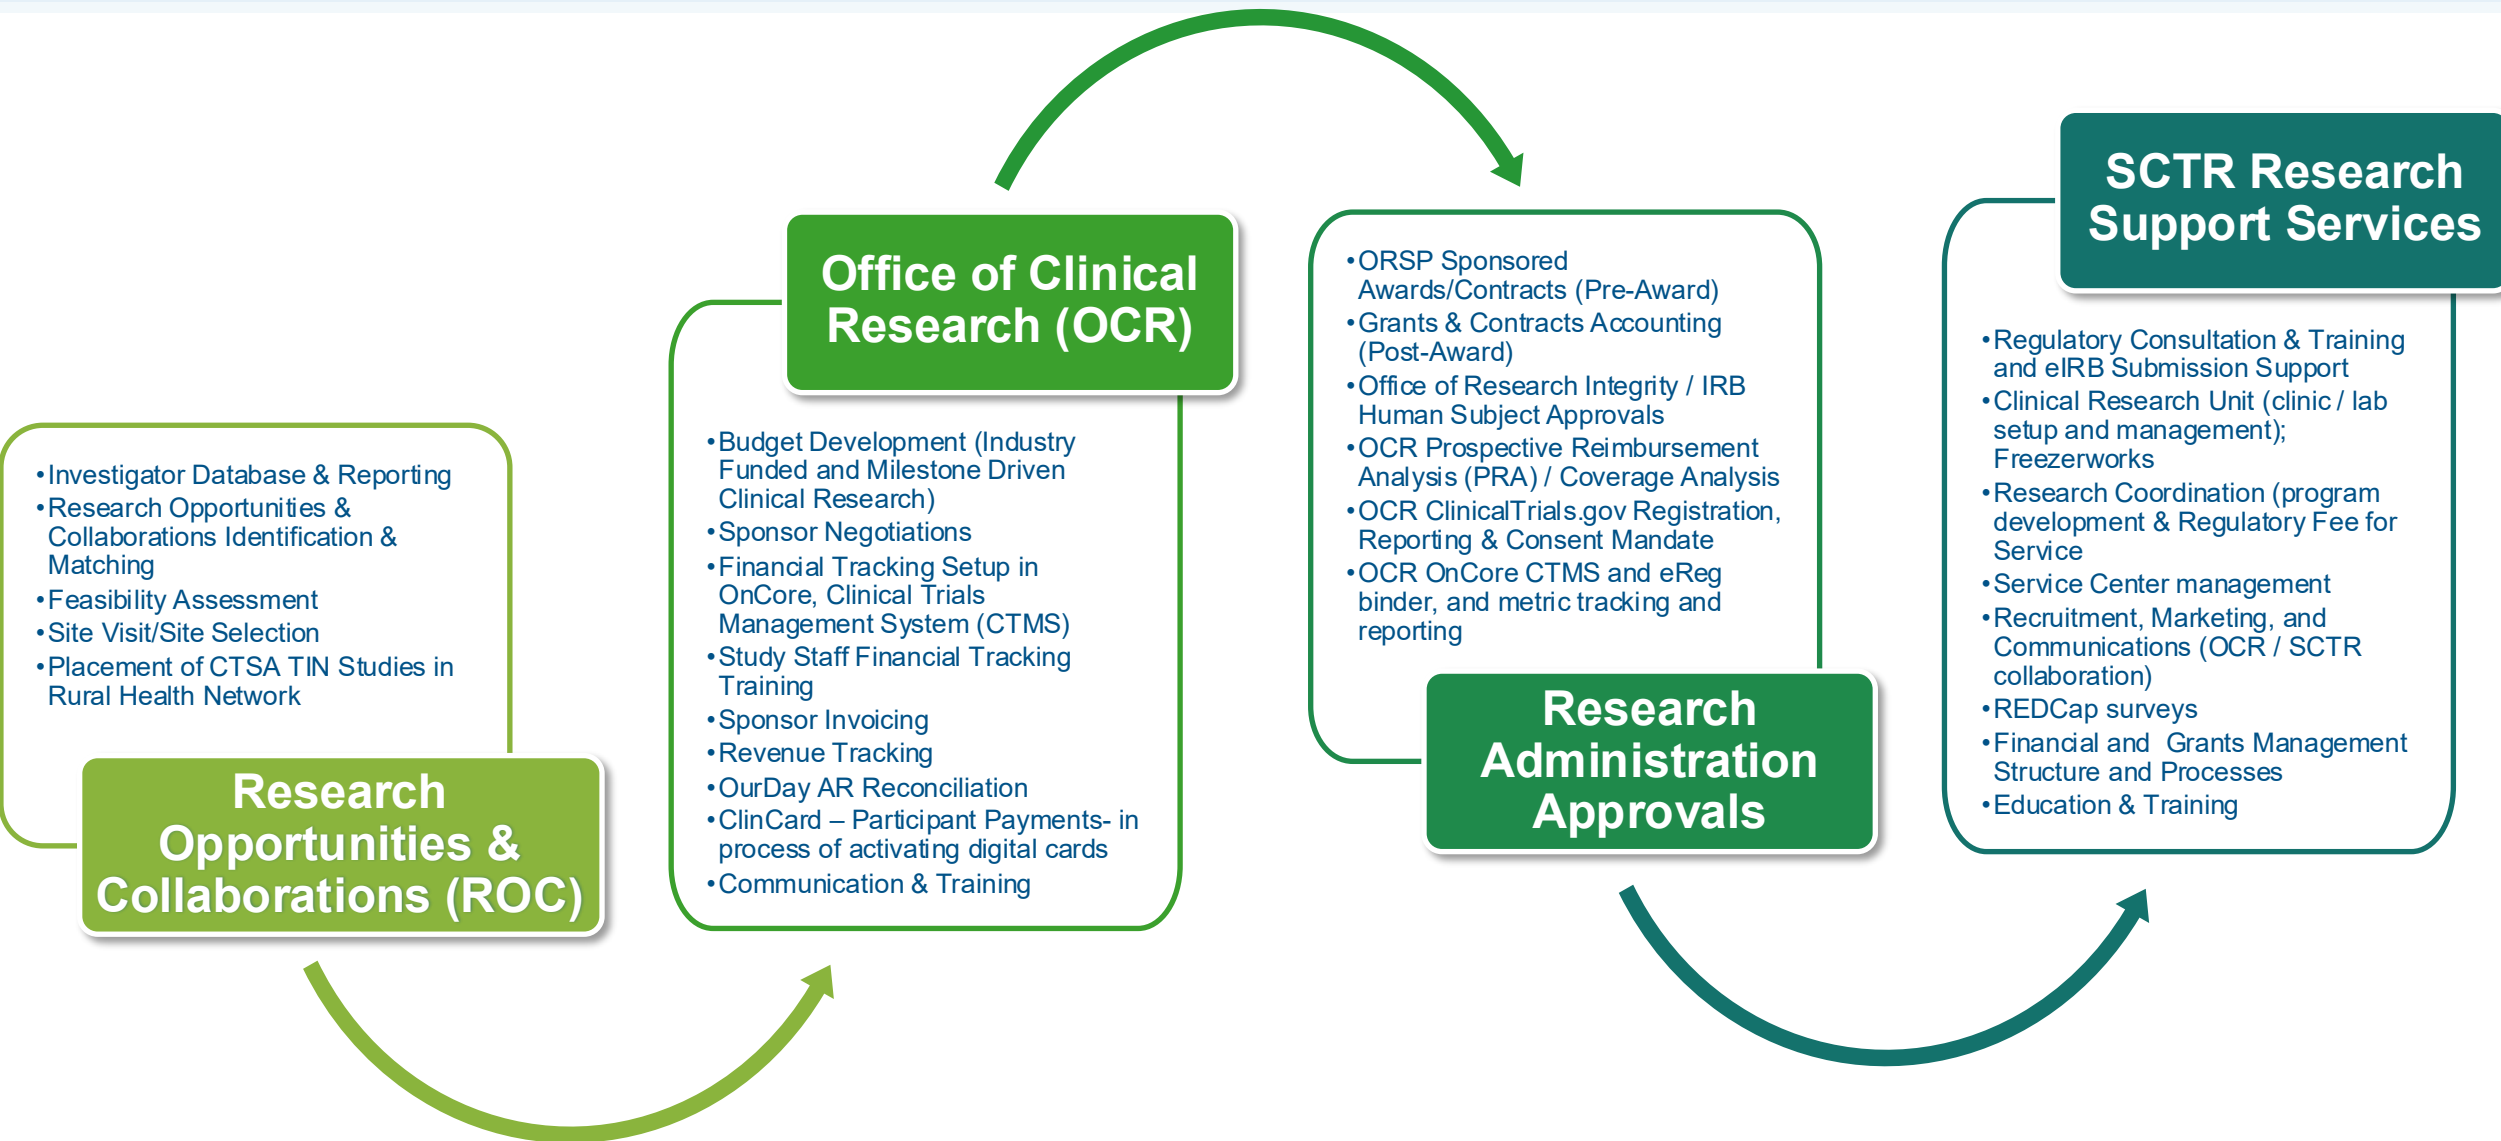 •Investigator Database & Reporting
•Research Opportunities &
Collaborations Identification &
Matching
•Feasibility Assessment
•Site Visit/Site Selection
•Placement of CTSA TIN Studies in
Rural Health Network
Research
Opportunities &
Collaborations (ROC)
Office of Clinical
Research (OCR)
•Budget Development (Industry
Funded and Milestone Driven
Clinical Research)
•Sponsor Negotiations
•Financial Tracking Setup in
OnCore, Clinical Trials
Management System (CTMS)
•Study Staff Financial Tracking
Training
•Sponsor Invoicing
•Revenue Tracking
•OurDay AR Reconciliation
•ClinCard – Participant Payments- in
process of activating digital cards
•Communication & Training
•ORSP Sponsored
Awards/Contracts (Pre-Award)
•Grants & Contracts Accounting
(Post-Award)
•Office of Research Integrity / IRB
Human Subject Approvals
•OCR Prospective Reimbursement
Analysis (PRA) / Coverage Analysis
•OCR ClinicalTrials.gov Registration,
Reporting & Consent Mandate
•OCR OnCore CTMS and eReg
binder, and metric tracking and
reporting
Research
Administration
Approvals
SCTR Research
Support Services
•Regulatory Consultation & Training
and eIRB Submission Support
•Clinical Research Unit (clinic / lab
setup and management);
Freezerworks
•Research Coordination (program
development & Regulatory Fee for
Service
•Service Center management
•Recruitment, Marketing, and
Communications (OCR / SCTR
collaboration)
•REDCap surveys
•Financial and  Grants Management
Structure and Processes
•Education & Training